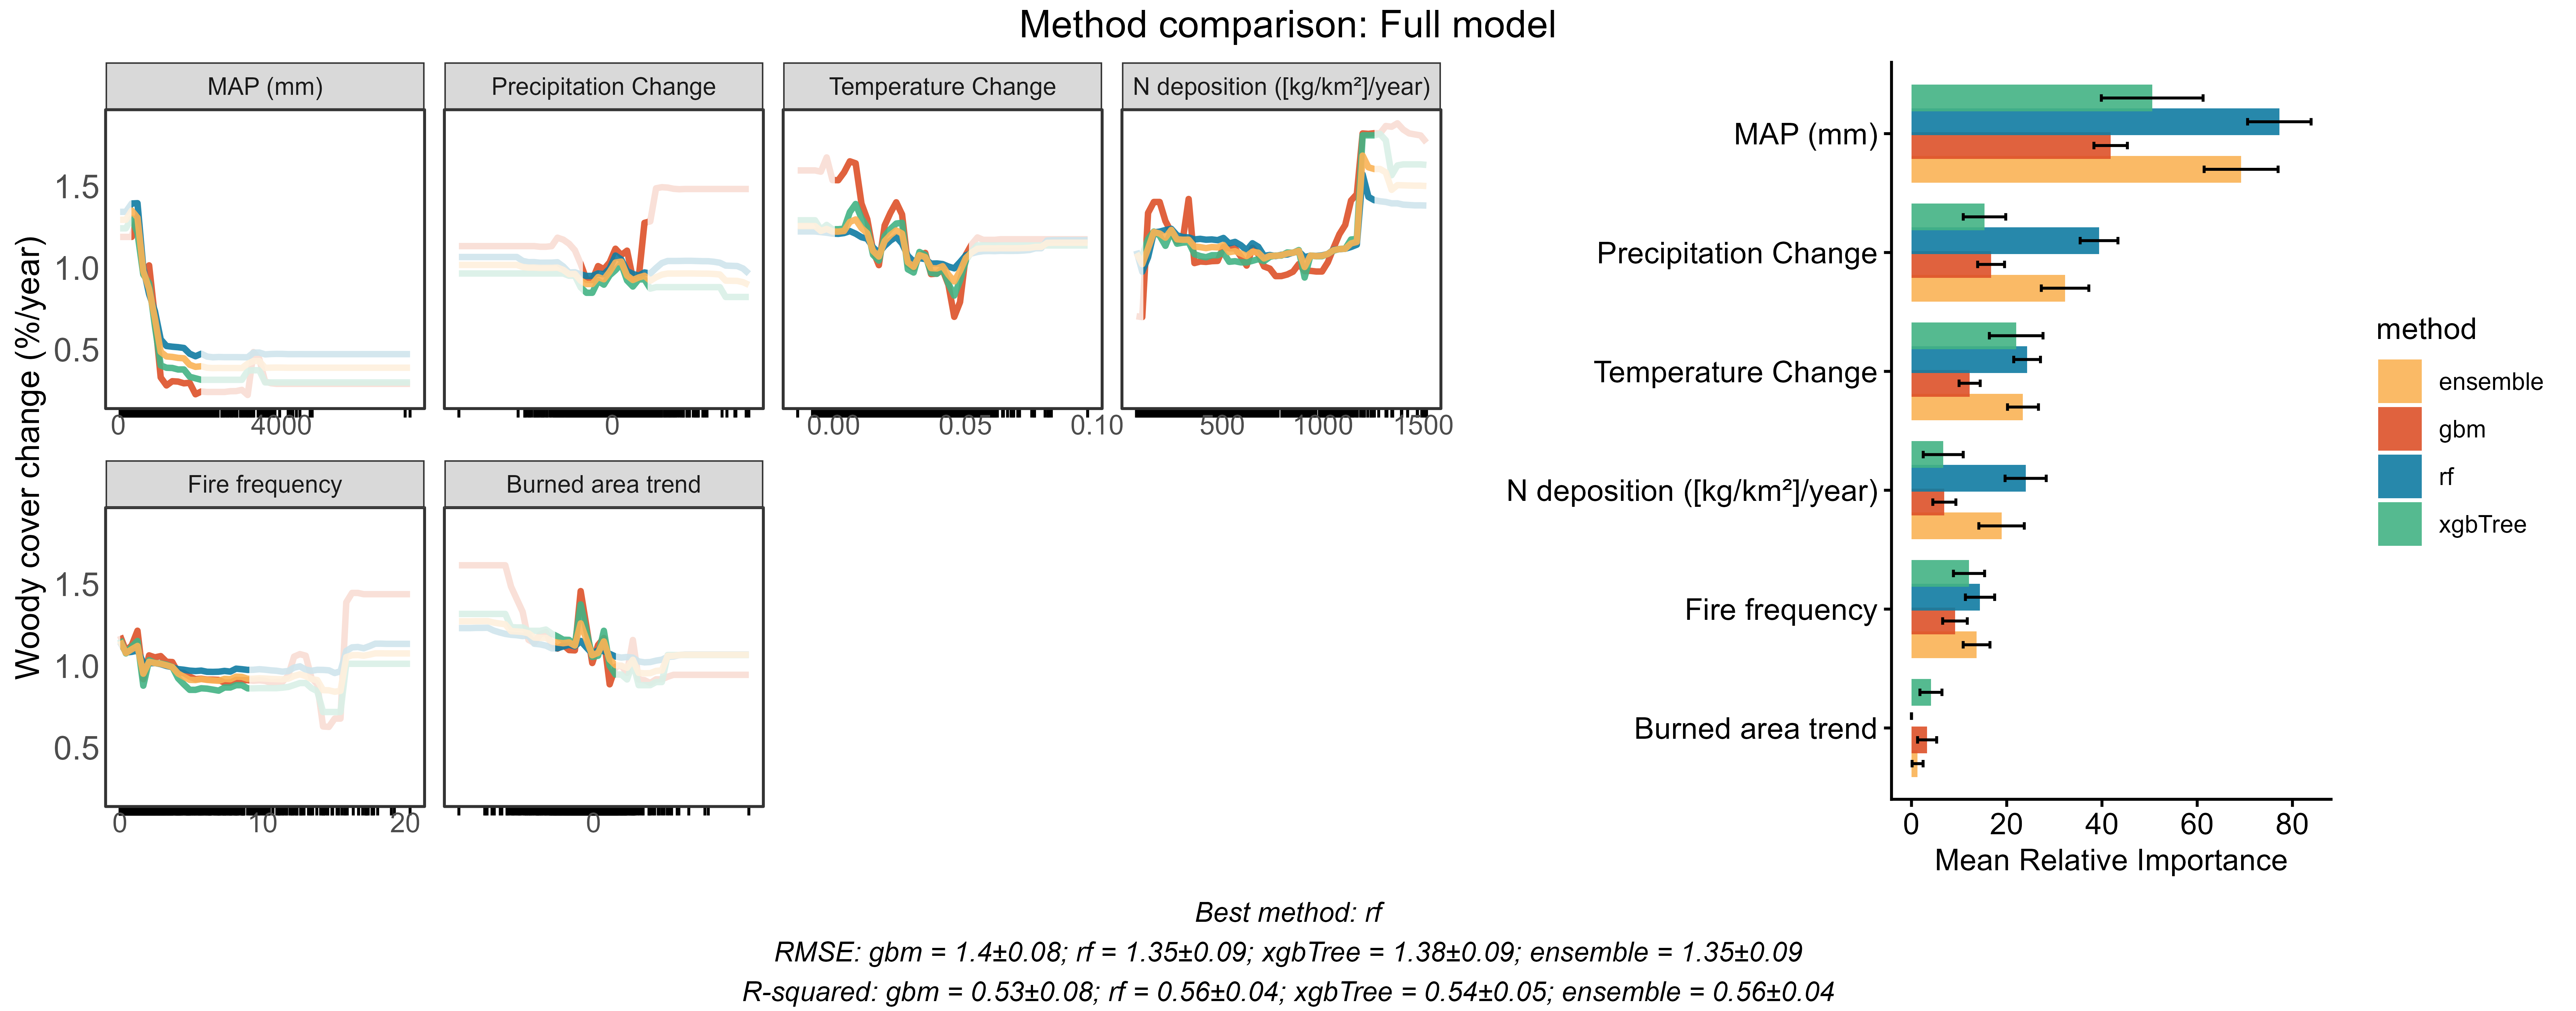 Method comparison: Full model
MAP (mm)
Precipitation Change
Temperature Change
N deposition ([kg/km²]/year)
Woody cover change (%/year)
1.5
1.0
0.5
0
4000
0
0.00
0.05
0.10
500
1000
1500
Fire frequency
Burned area trend
1.5
1.0
0.5
0
10
20
0
MAP (mm)
Precipitation Change
Temperature Change
N deposition ([kg/km²]/year)
Fire frequency
Burned area trend
0
20
40
60
80
Mean Relative Importance
method
ensemble
gbm
rf
xgbTree
Best method: rf
RMSE: gbm = 1.4±0.08; rf = 1.35±0.09; xgbTree = 1.38±0.09; ensemble = 1.35±0.09
R-squared: gbm = 0.53±0.08; rf = 0.56±0.04; xgbTree = 0.54±0.05; ensemble = 0.56±0.04